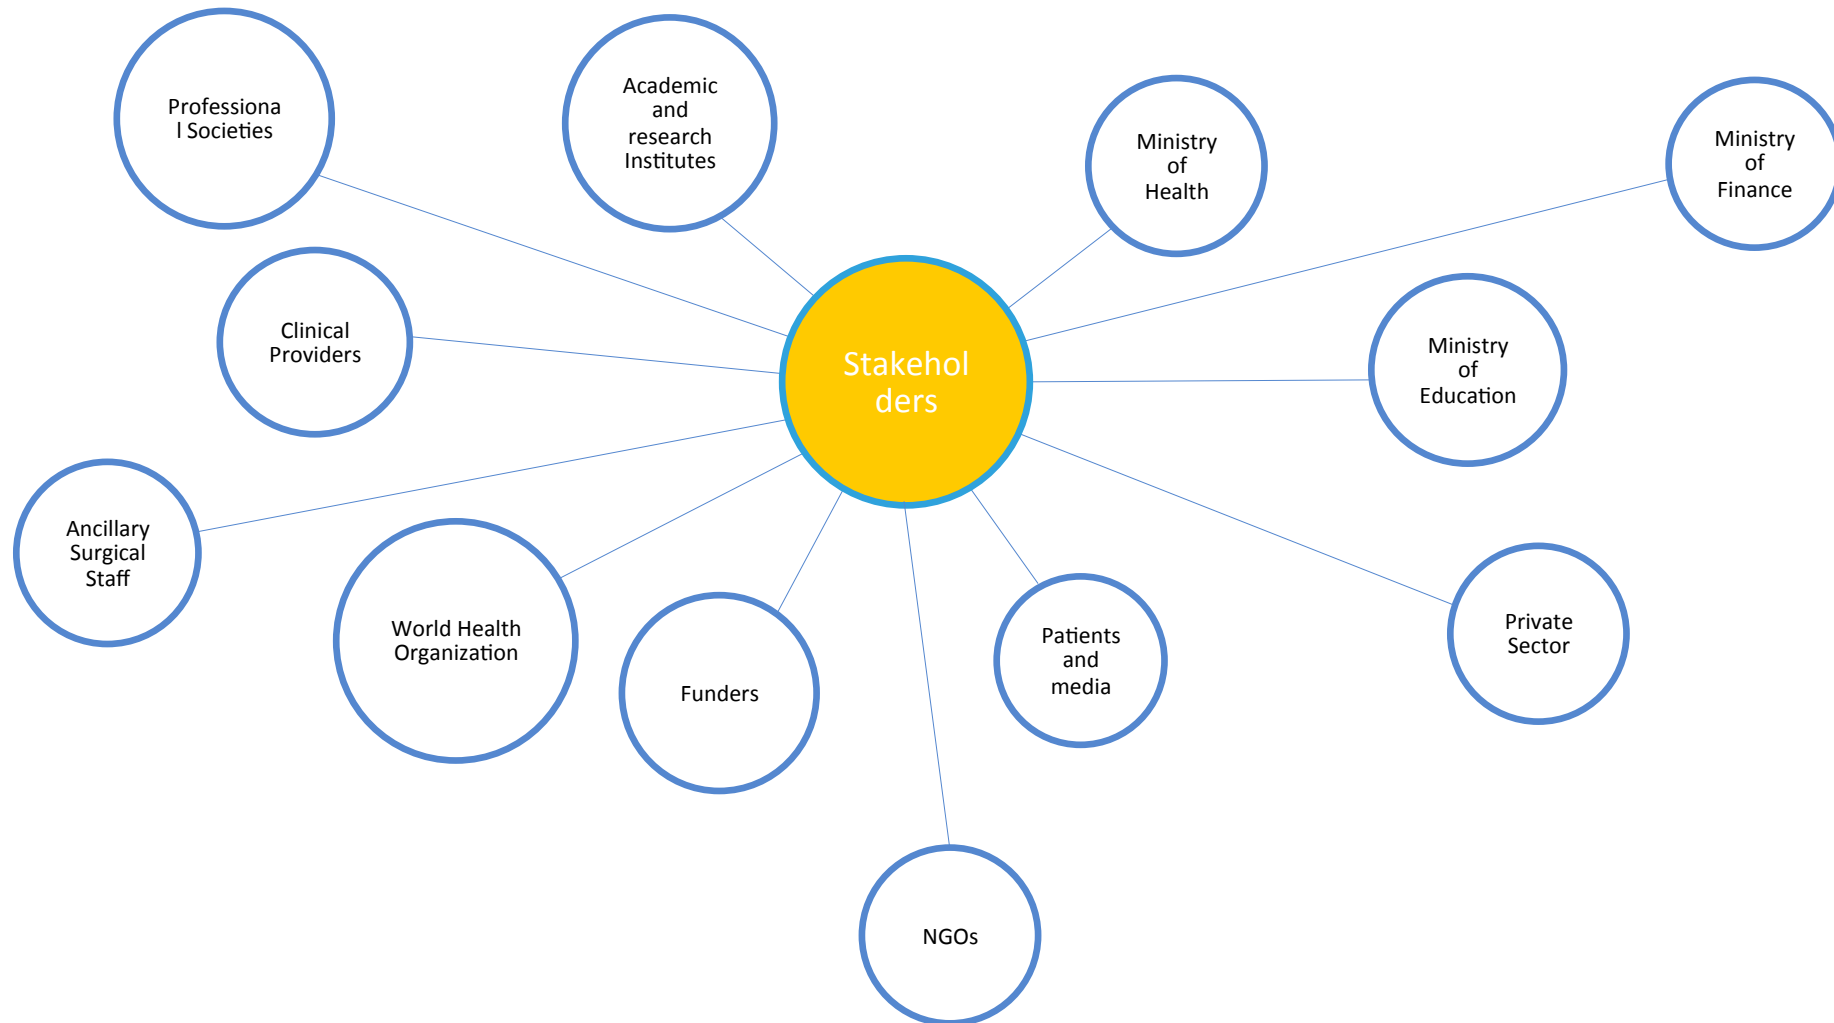 Professiona
l Societies
Academic
and
research
Institutes
Ministry
of
Health
Ministry
of
Finance
Clinical
Providers
Stakehol
ders
Ministry
of
Education
Ancillary
Surgical
Staff
World Health
Organization
Funders
Patients
and
media
Private
Sector
NGOs